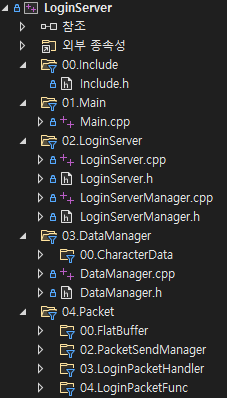 LoginServer
참조
외부 종속성
00.Include
Include.h
01.Main
Main.cpp
02.LoginServer
LoginServer.cpp
LoginServer.h
LoginServerManager.cpp
LoginServerManager.h
03.DataManager
00.CharacterData
DataManager.cpp
DataManager.h
04.Packet
00.FlatBuffer
02.PacketSendManager
03.LoginPacketHandler
04.LoginPacketFunc